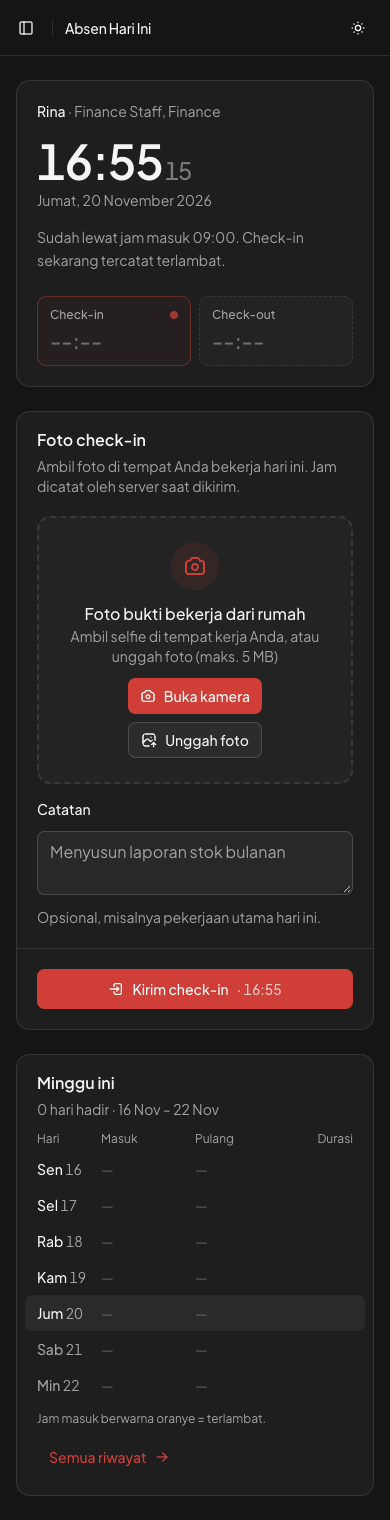 Absen Hari Ini
Rina · Finance Staff, Finance
16:55 15
Jumat, 20 November 2026
Sudah lewat jam masuk 09:00. Check-in
sekarang tercatat terlambat.
Check-in
--:--
Check-out
--:--
Foto check-in
Ambil foto di tempat Anda bekerja hari ini. Jam
dicatat oleh server saat dikirim.
Foto bukti bekerja dari rumah
Ambil selfie di tempat kerja Anda, atau
unggah foto (maks. 5 MB)
Buka kamera
Unggah foto
Catatan
Menyusun laporan stok bulanan
Opsional, misalnya pekerjaan utama hari ini.
Kirim check-in · 16:55
Minggu ini
0 hari hadir · 16 Nov – 22 Nov
Hari Masuk Pulang Durasi
Sen 16 — —
Sel 17 — —
Rab 18 — —
Kam 19 — —
Jum 20 — —
Sab 21 — —
Min 22 — —
Jam masuk berwarna oranye = terlambat.
Semua riwayat →